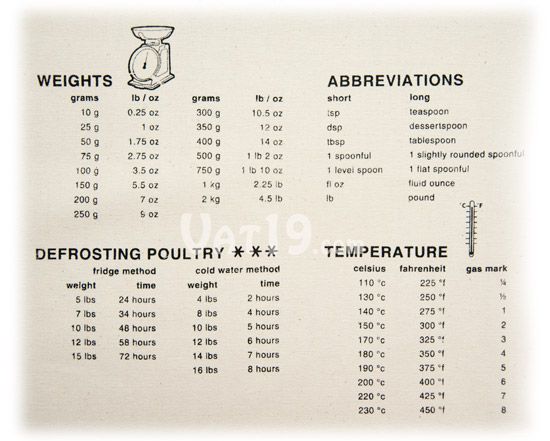 WEIGHTS
grams lb / oz grams lb / oz
10 g 0.25 oz 300 g 10.5 oz
25 g 1 oz 350 g 12 oz
50 g 1.75 oz 400 g 14 oz
75 g 2.75 oz 500 g 1 lb 2 oz
100 g 3.5 oz 750 g 1 lb 10 oz
150 g 5.5 oz 1 kg 2.25 lb
200 g 7 oz 2 kg 4.5 lb
250 g 9 oz
ABBREVIATIONS
short long
tsp teaspoon
dsp dessertspoon
tbsp tablespoon
1 spoonful 1 slightly rounded spoonful
1 level spoon 1 flat spoonful
fl oz fluid ounce
lb pound
Vat19.com
DEFROSTING POULTRY ***
fridge method cold water method
weight time weight time
5 lbs 24 hours 4 lbs 2 hours
7 lbs 34 hours 8 lbs 4 hours
10 lbs 48 hours 10 lbs 5 hours
12 lbs 58 hours 12 lbs 6 hours
15 lbs 72 hours 14 lbs 7 hours
16 lbs 8 hours
°C °F
TEMPERATURE
celsius fahrenheit gas mark
110 °c 225 °f ¼
130 °c 250 °f ½
140 °c 275 °f 1
150 °c 300 °f 2
170 °c 325 °f 3
180 °c 350 °f 4
190 °c 375 °f 5
200 °c 400 °f 6
220 °c 425 °f 7
230 °c 450 °f 8